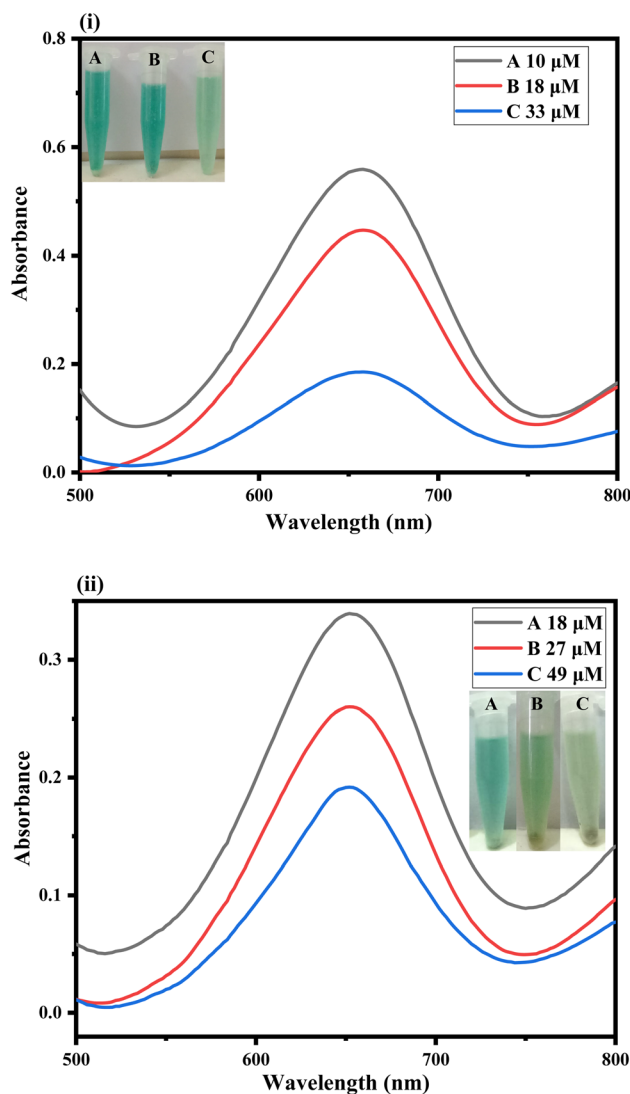 (i)
0.8
0.6
0.4
0.2
0.0
Absorbance
A B C
A 10 μM
B 18 μM
C 33 μM
500 600 700 800
Wavelength (nm)
(ii)
0.3
0.2
0.1
0.0
Absorbance
A 18 μM
B 27 μM
C 49 μM
A B C
500 600 700 800
Wavelength (nm)